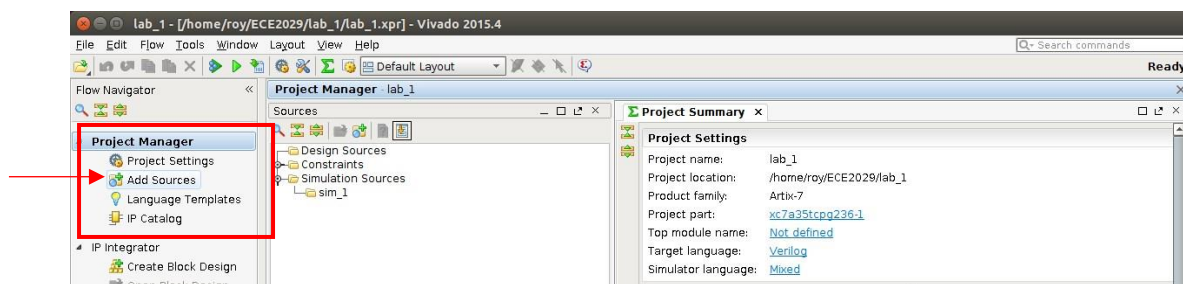 lab_1 - [/home/roy/ECE2029/lab_1/lab_1.xpr] - Vivado 2015.4
File Edit Flow Tools Window Layout View Help
Search commands
Default Layout
Ready
Flow Navigator
Project Manager - lab_1
Sources
Project Summary
Project Manager
Project Settings
Add Sources
Language Templates
IP Catalog
IP Integrator
Create Block Design
Open Block Design
Design Sources
Constraints
Simulation Sources
sim_1
Project Settings
Project name: lab_1
Project location: /home/roy/ECE2029/lab_1
Product family: Artix-7
Project part: xc7a35tcpg236-1
Top module name: Not defined
Target language: Verilog
Simulator language: Mixed